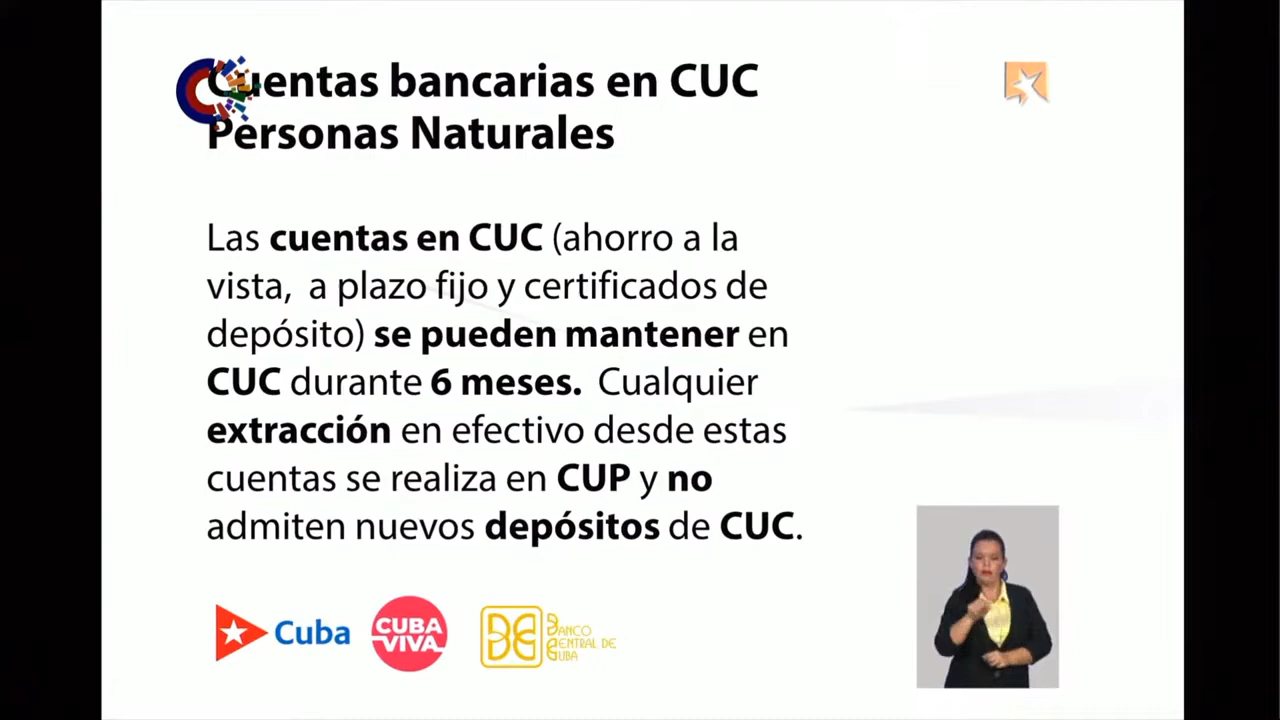 Cuentas bancarias en CUC
Personas Naturales
Las cuentas en CUC (ahorro a la
vista, a plazo fijo y certificados de
depósito) se pueden mantener en
CUC durante 6 meses. Cualquier
extracción en efectivo desde estas
cuentas se realiza en CUP y no
admiten nuevos depósitos de CUC.
Cuba
CUBA
VIVA
BANCO
CENTRAL DE
CUBA